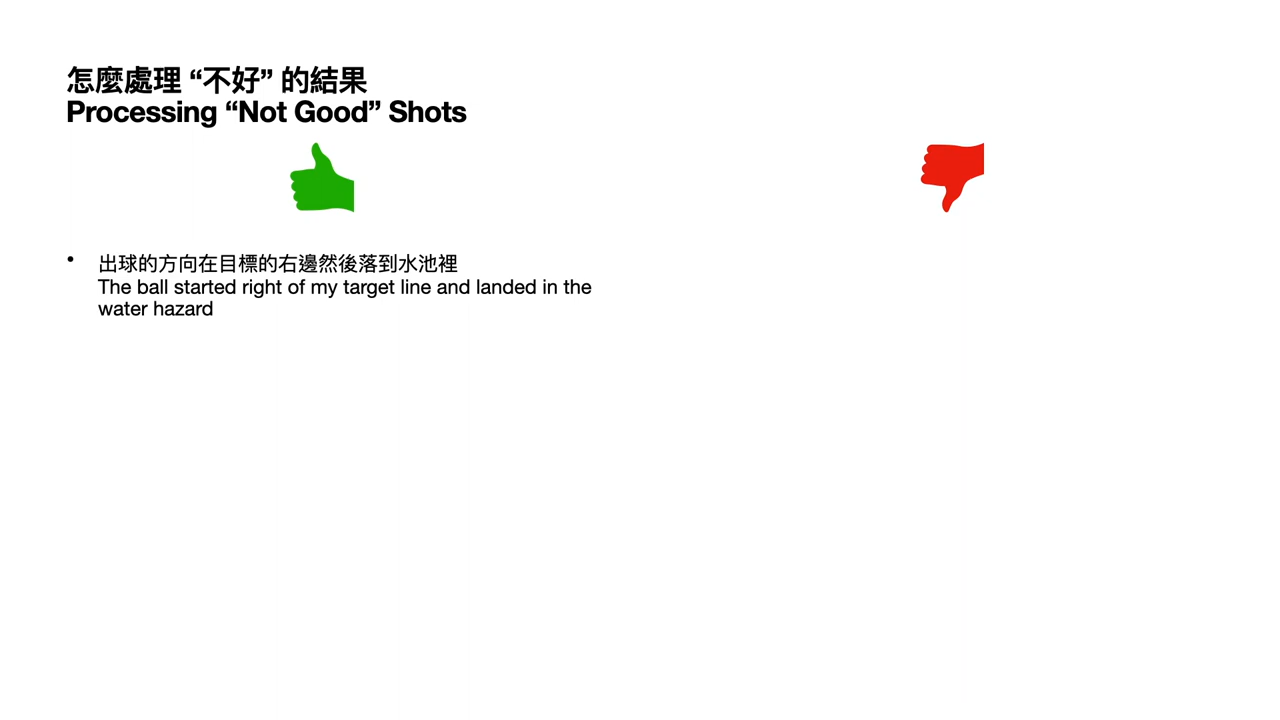 怎麼處理 “不好” 的結果
Processing “Not Good” Shots
• 出球的方向在目標的右邊然後落到水池裡
The ball started right of my target line and landed in the
water hazard